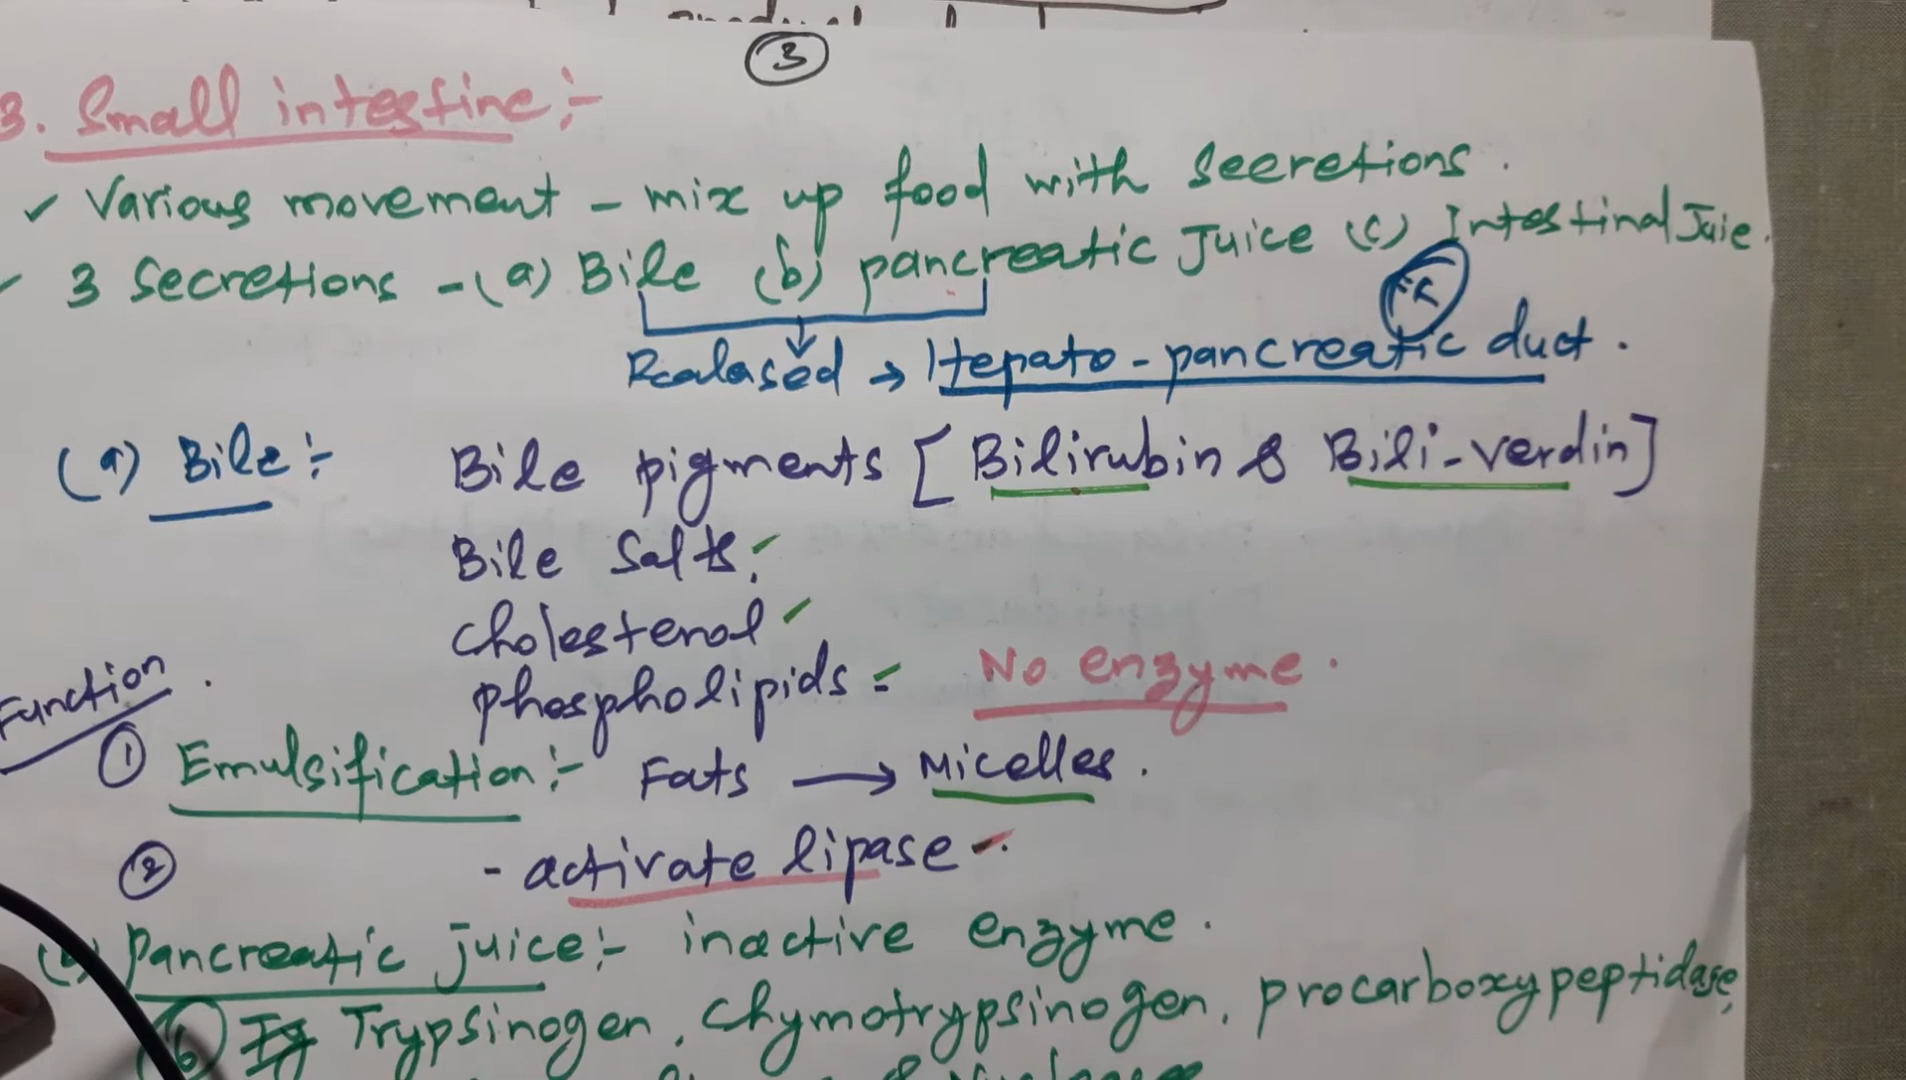 3
3. Small intestine :-
✓ Various movement - mix up food with secretions.
✓ 3 Secretions - (a) Bile (b) pancreatic Juice (c) Intestinal Juie.
Realased → Hepato-pancreatic duct.
(a) Bile :- Bile pigments [Bilirubin & Bili-verdin]
Bile Salts,
cholesterol
phospholipids
No enzyme.
Function.
① Emulsification :- Fats → Micelles.
② - activate lipase
Pancreatic juice :- inactive enzyme.
6 Trypsinogen, chymotrypsinogen, procarboxypeptidase,